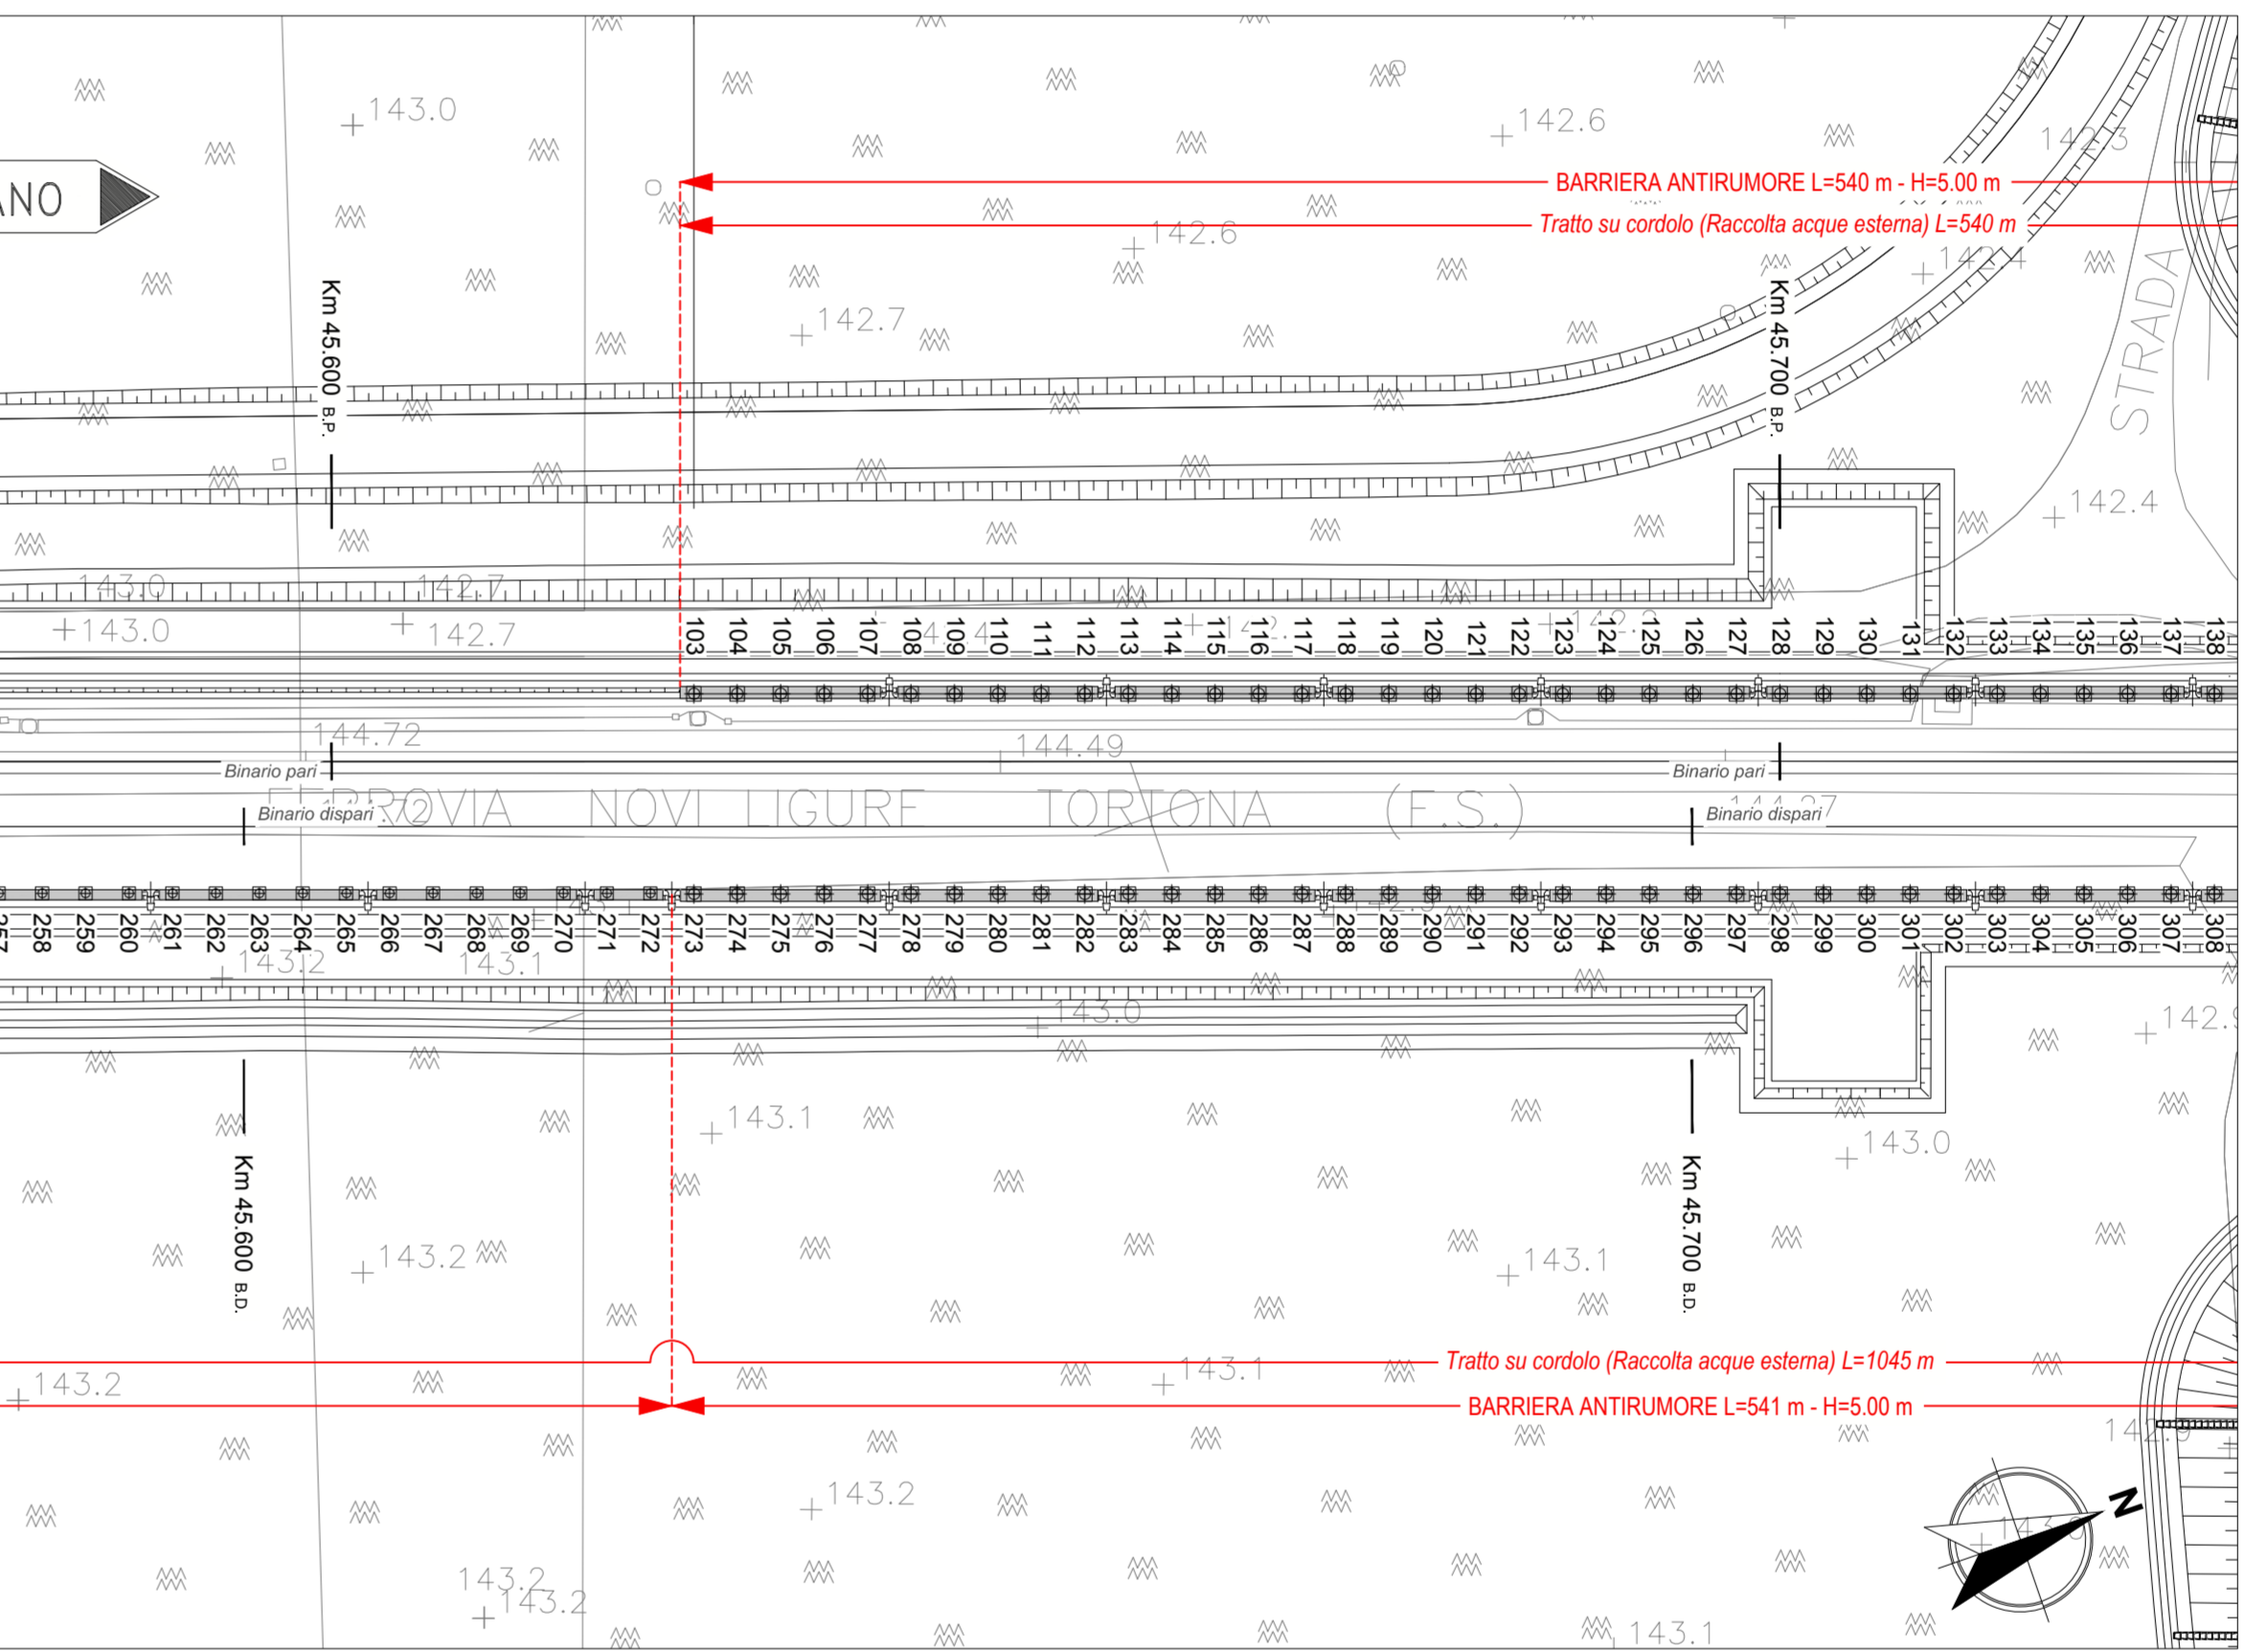 143.0
142.6
142.3
ANO
BARRIERA ANTIRUMORE L=540 m - H=5.00 m
Tratto su cordolo (Raccolta acque esterna) L=540 m
142.6
142.4
142.7
STRADA
Km 45.600 B.P.
Km 45.700 B.P.
142.4
143.0
142.7
143.0
142.7
103 104 105 106 107 108 109 110 111 112 113 114 115 116 117 118 119 120 121 122 123 124 125 126 127 128 129 130 131 132 133 134 135 136 137 138
144.72
144.49
Binario pari
Binario pari
FERROVIA NOVI LIGURE TORTONA (F.S.)
Binario dispari
Binario dispari
257 258 259 260 261 262 263 264 265 266 267 268 269 270 271 272 273 274 275 276 277 278 279 280 281 282 283 284 285 286 287 288 289 290 291 292 293 294 295 296 297 298 299 300 301 302 303 304 305 306 307 308
143.2
143.1
143.0
142.9
143.1
143.0
Km 45.600 B.D.
Km 45.700 B.D.
143.2
143.1
Tratto su cordolo (Raccolta acque esterna) L=1045 m
143.2
143.1
BARRIERA ANTIRUMORE L=541 m - H=5.00 m
142.9
143.2
N
143.0
143.2
143.2
143.1